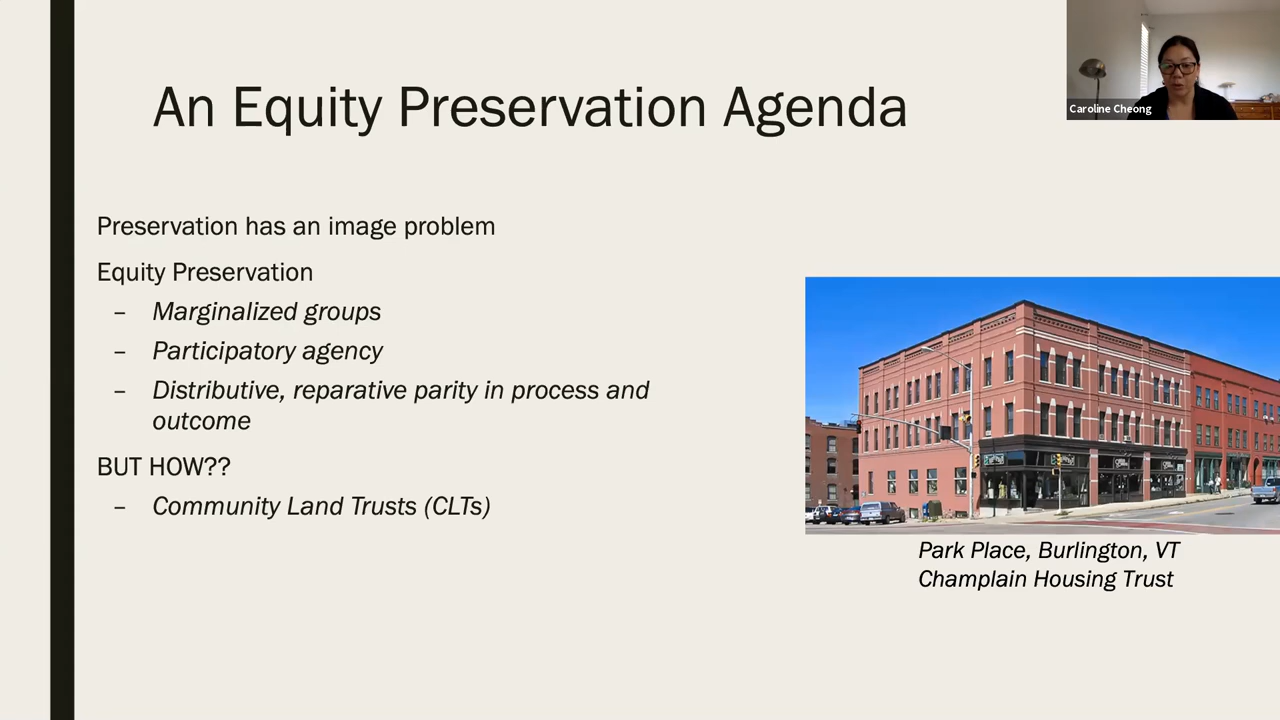 An Equity Preservation Agenda
Caroline Cheong
Preservation has an image problem
Equity Preservation
– Marginalized groups
– Participatory agency
– Distributive, reparative parity in process and
outcome
BUT HOW??
– Community Land Trusts (CLTs)
Park Place, Burlington, VT
Champlain Housing Trust